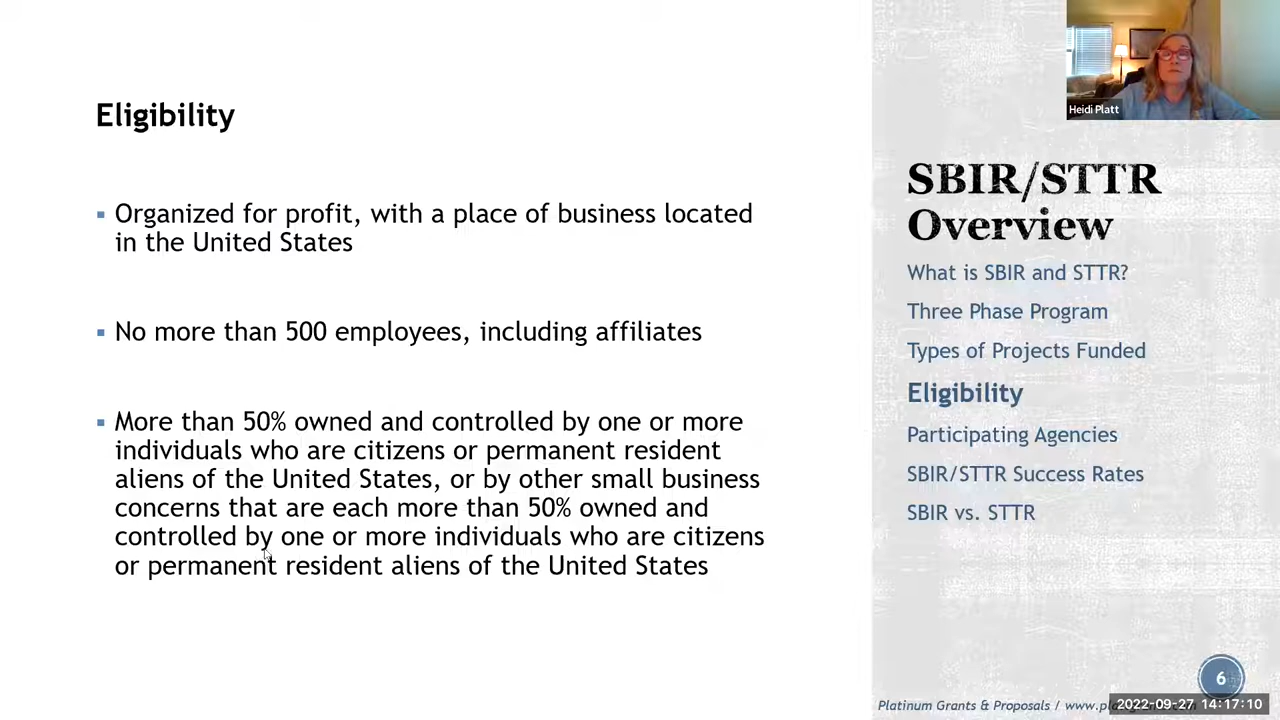 Eligibility
Organized for profit, with a place of business located
in the United States
No more than 500 employees, including affiliates
More than 50% owned and controlled by one or more
individuals who are citizens or permanent resident
aliens of the United States, or by other small business
concerns that are each more than 50% owned and
controlled by one or more individuals who are citizens
or permanent resident aliens of the United States
Heidi Platt
SBIR/STTR
Overview
What is SBIR and STTR?
Three Phase Program
Types of Projects Funded
Eligibility
Participating Agencies
SBIR/STTR Success Rates
SBIR vs. STTR
6
Platinum Grants & Proposals /
2022-09-27 14:17:10